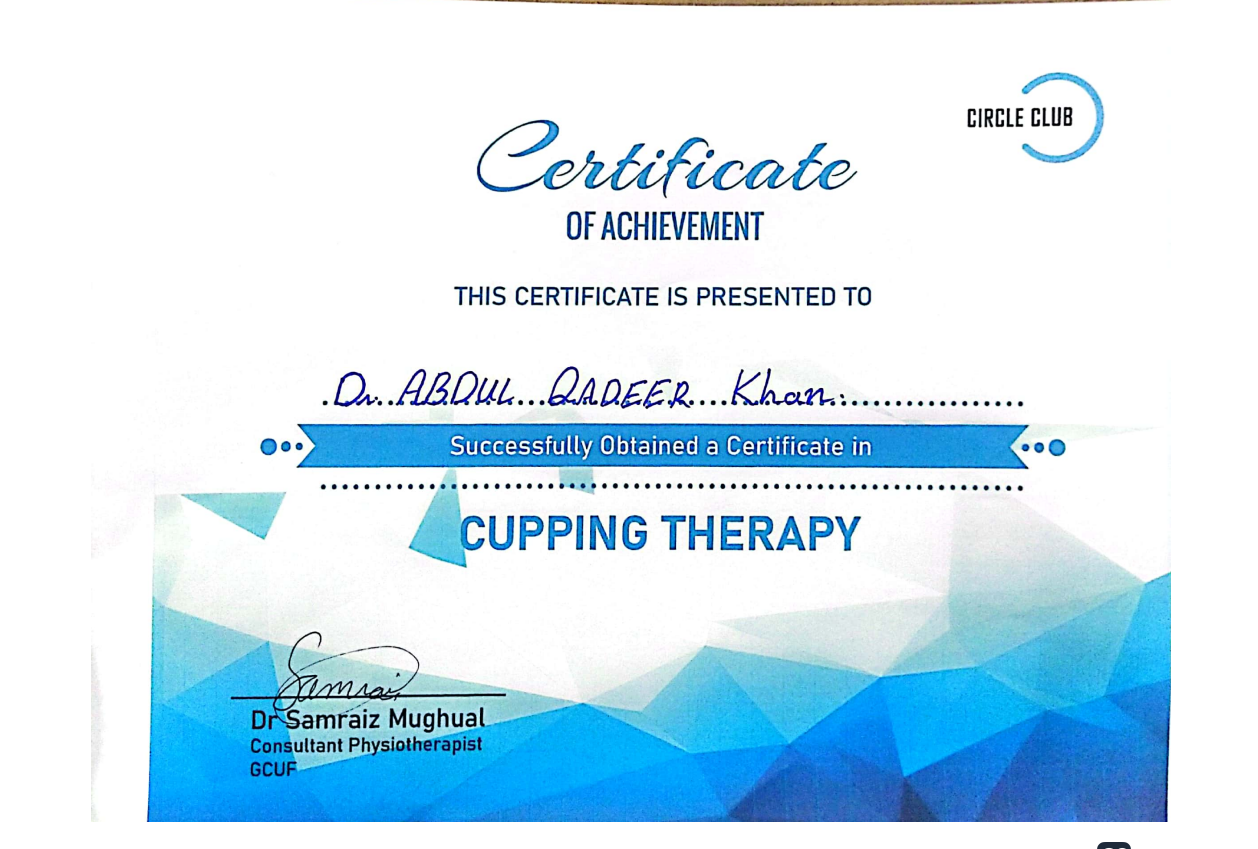 CIRCLE CLUB
Certificate
OF ACHIEVEMENT
THIS CERTIFICATE IS PRESENTED TO
Dr. ABDUL QADEER Khan.
Successfully Obtained a Certificate in
CUPPING THERAPY
Samraiz
Dr Samraiz Mughual
Consultant Physiotherapist
GCUF